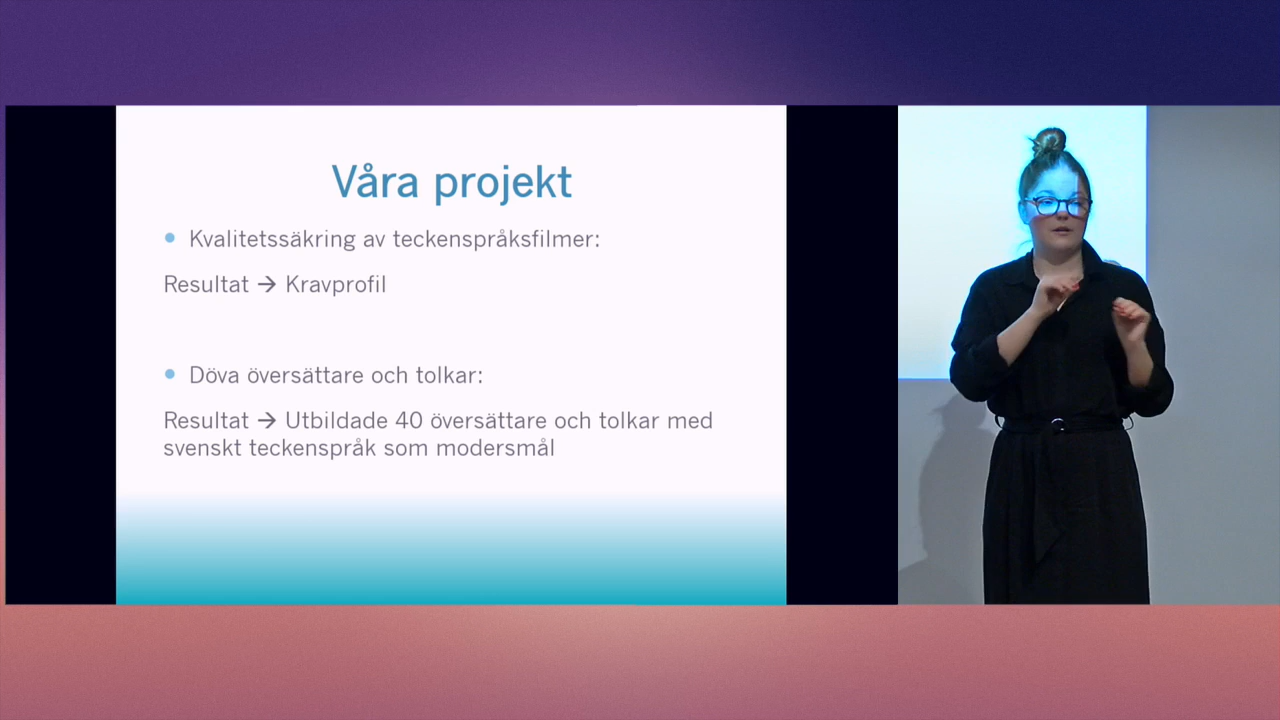 Våra projekt
Kvalitetssäkring av teckenspråksfilmer:
Resultat → Kravprofil
Döva översättare och tolkar:
Resultat → Utbildade 40 översättare och tolkar med
svenskt teckenspråk som modersmål